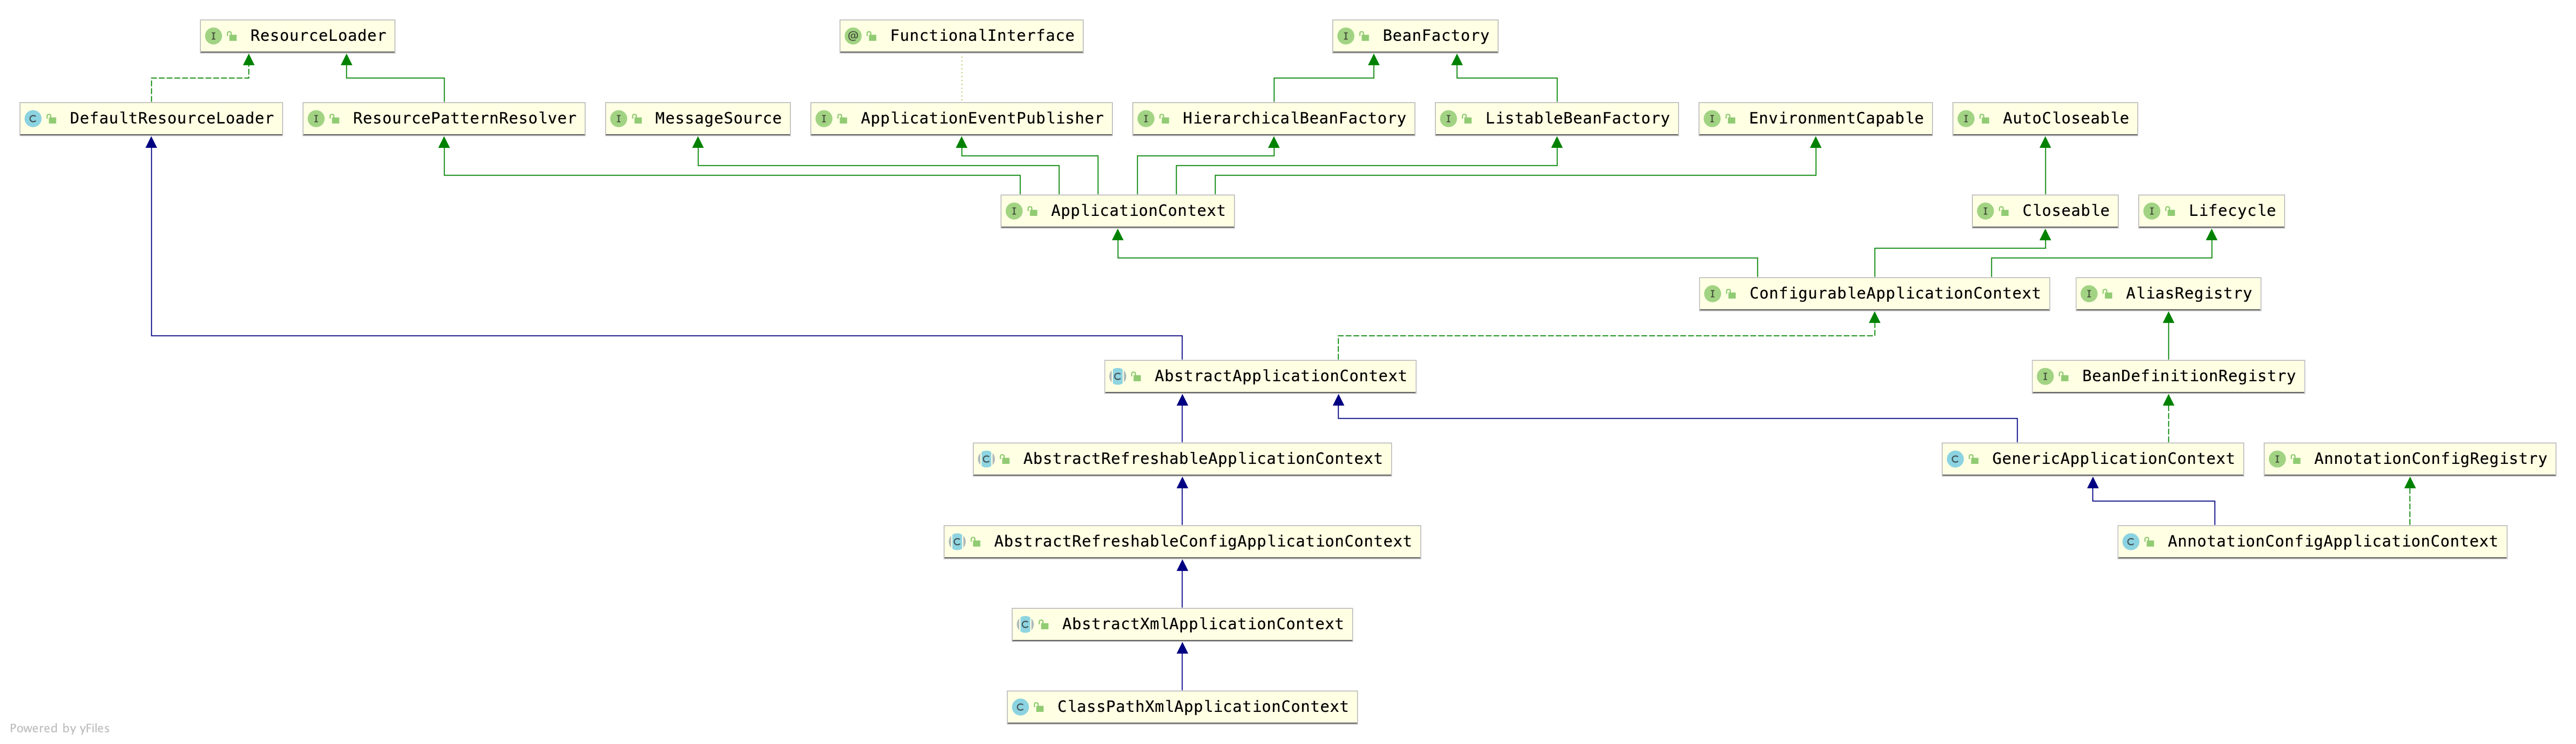 ResourceLoader
FunctionalInterface
BeanFactory
DefaultResourceLoader
ResourcePatternResolver
MessageSource
ApplicationEventPublisher
HierarchicalBeanFactory
ListableBeanFactory
EnvironmentCapable
AutoCloseable
ApplicationContext
Closeable
Lifecycle
ConfigurableApplicationContext
AliasRegistry
AbstractApplicationContext
BeanDefinitionRegistry
AbstractRefreshableApplicationContext
GenericApplicationContext
AnnotationConfigRegistry
AbstractRefreshableConfigApplicationContext
AnnotationConfigApplicationContext
AbstractXmlApplicationContext
ClassPathXmlApplicationContext
Powered by yFiles